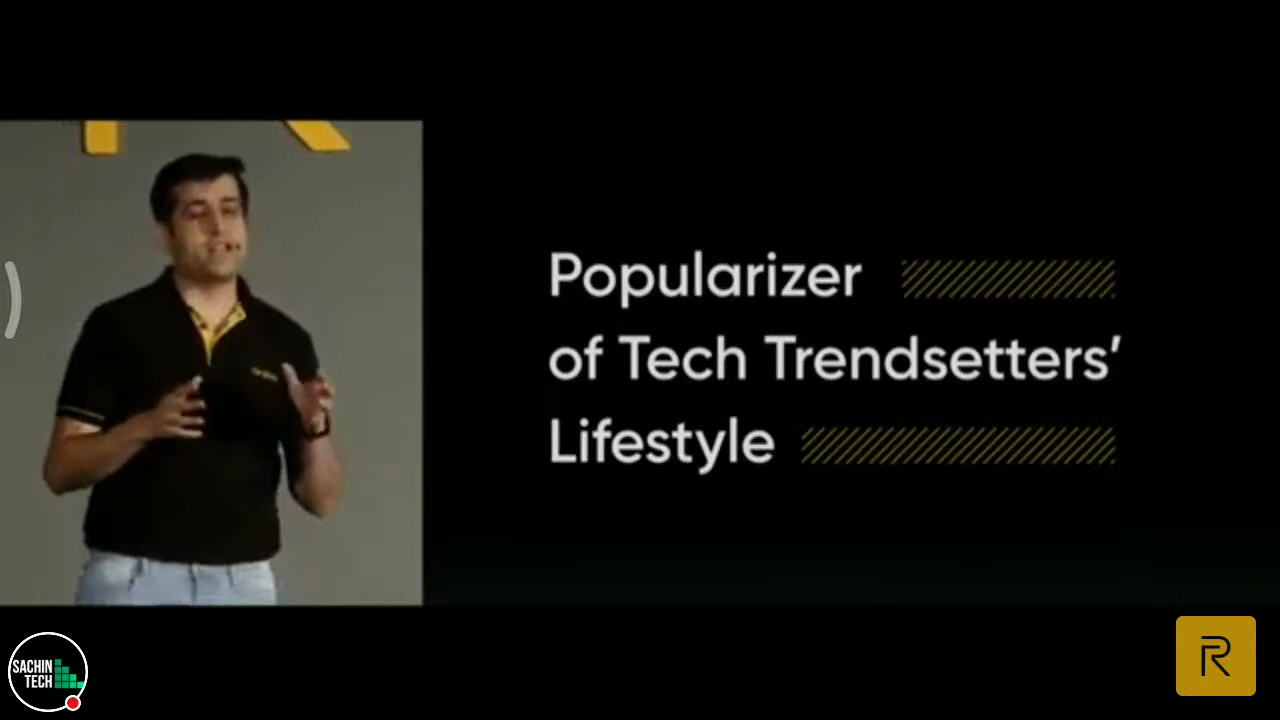 Popularizer
of Tech Trendsetters’
Lifestyle
SACHIN
TECH
R